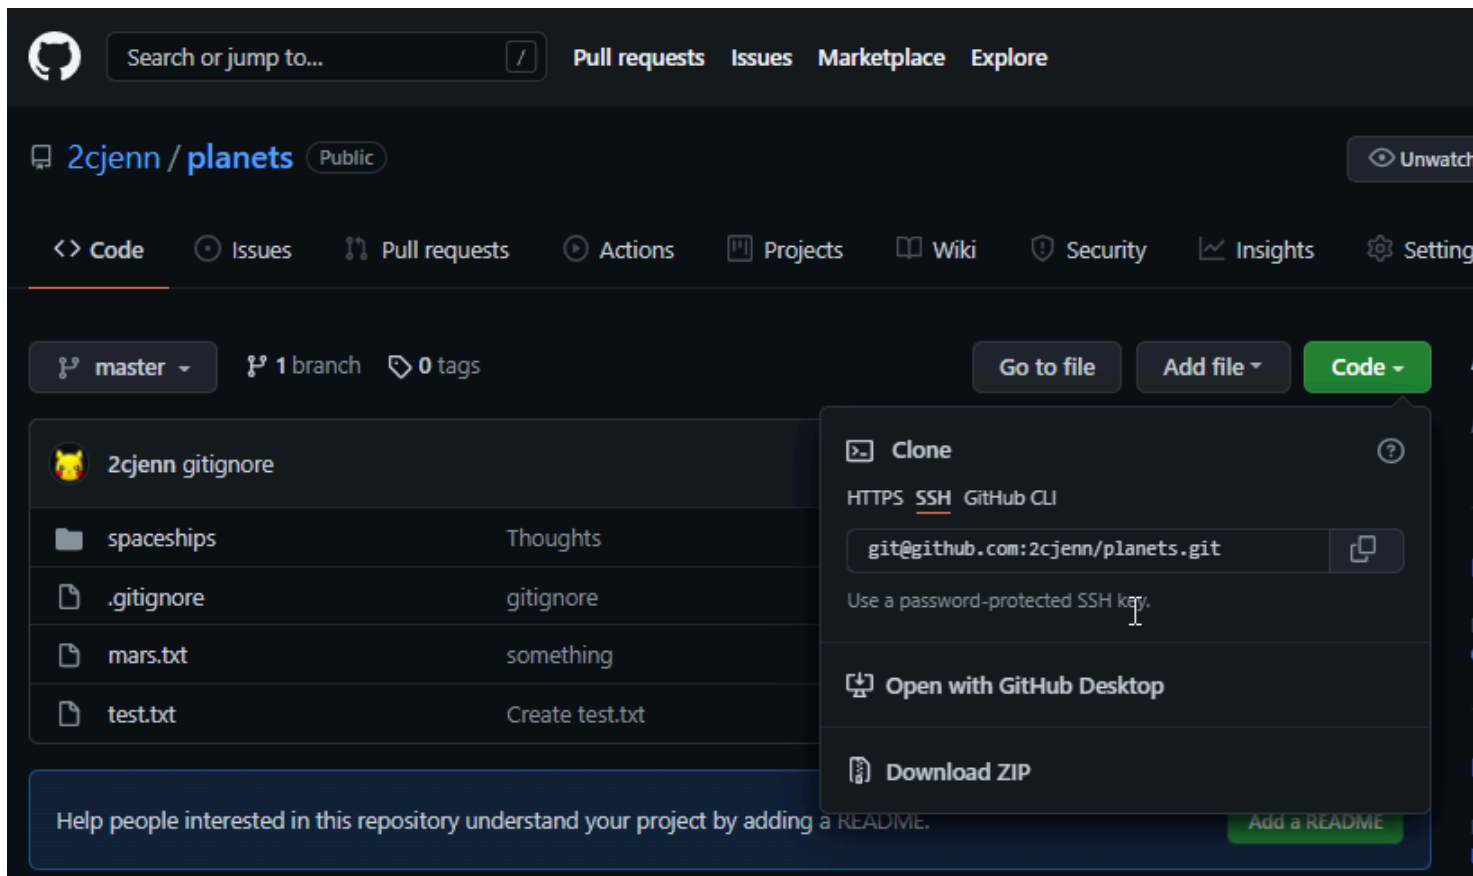 Search or jump to... / Pull requests Issues Marketplace Explore
2cjenn / planets Public Unwatch
<> Code Issues Pull requests Actions Projects Wiki Security Insights Setting
master 1 branch 0 tags Go to file Add file Code
2cjenn gitignore
spaceships Thoughts
.gitignore gitignore
mars.txt something
test.txt Create test.txt
Clone
HTTPS SSH GitHub CLI
git@github.com:2cjenn/planets.git
Use a password-protected SSH key.
Open with GitHub Desktop
Download ZIP
Help people interested in this repository understand your project by adding a README. Add a README